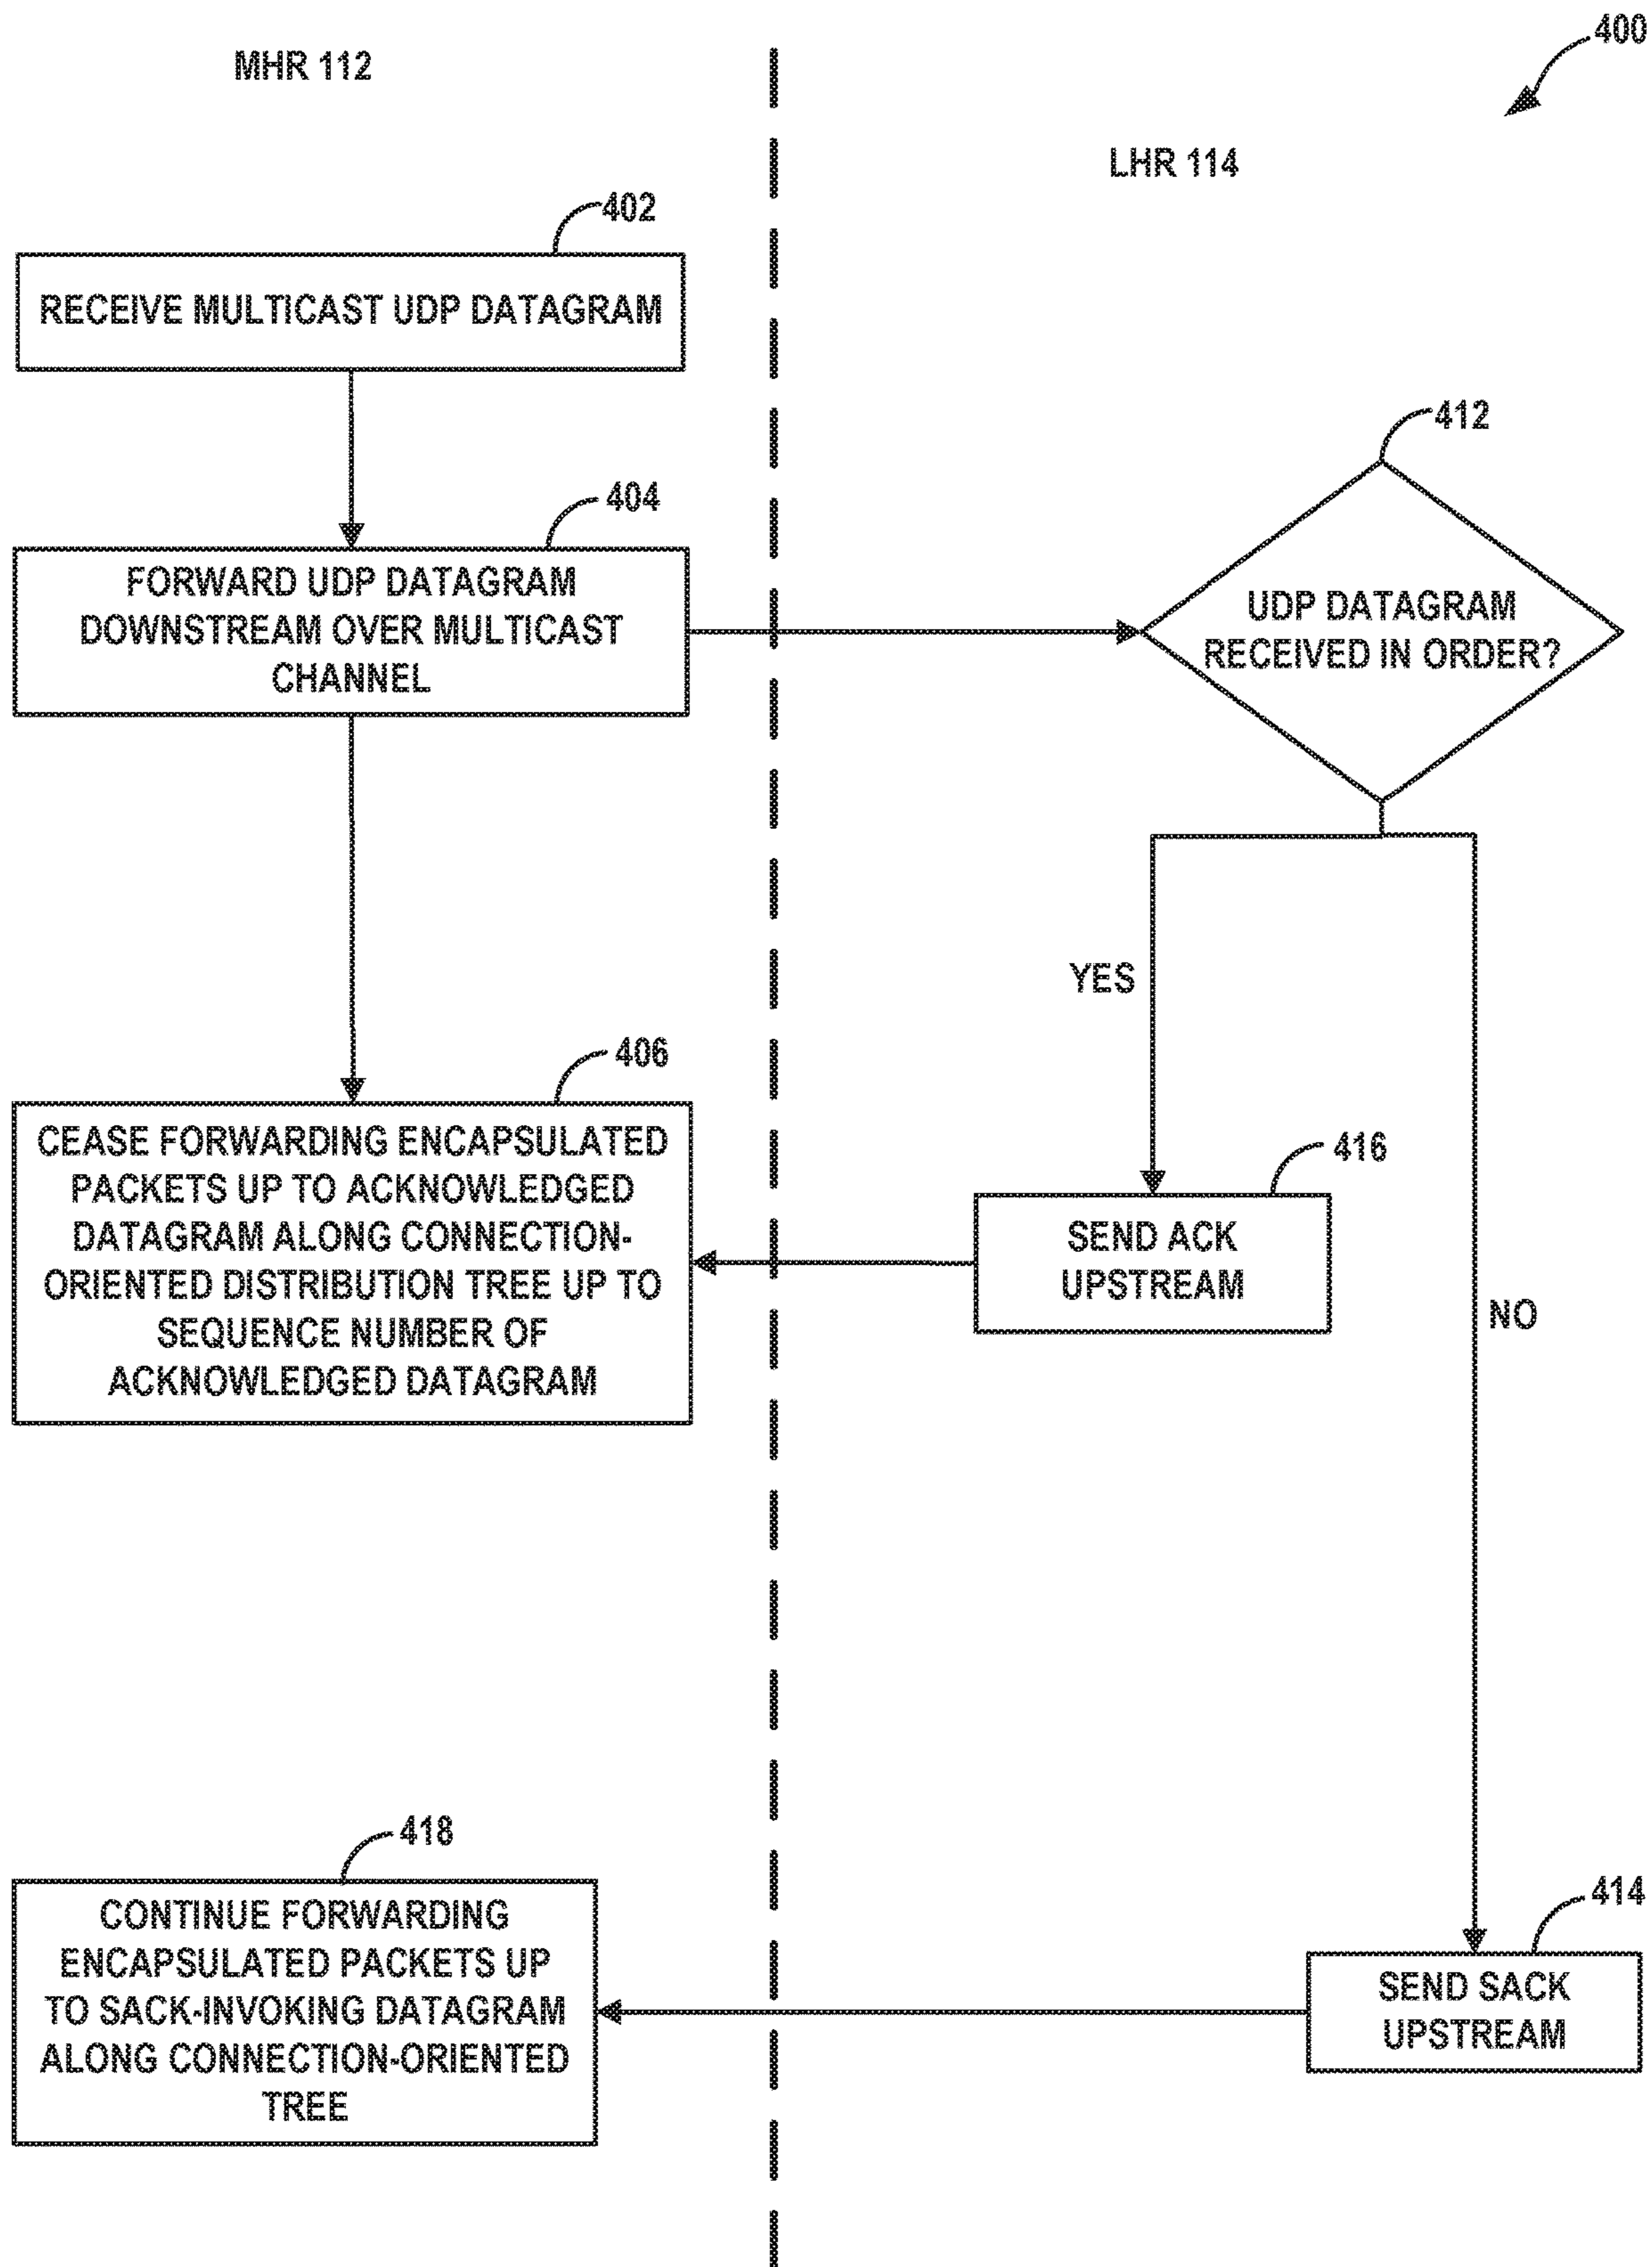 400
MHR 112
LHR 114
402
RECEIVE MULTICAST UDP DATAGRAM
412
404
FORWARD UDP DATAGRAM
DOWNSTREAM OVER MULTICAST
CHANNEL
UDP DATAGRAM
RECEIVED IN ORDER?
YES
406
CEASE FORWARDING ENCAPSULATED
PACKETS UP TO ACKNOWLEDGED
DATAGRAM ALONG CONNECTION-
ORIENTED DISTRIBUTION TREE UP TO
SEQUENCE NUMBER OF
ACKNOWLEDGED DATAGRAM
416
SEND ACK
UPSTREAM
NO
418
CONTINUE FORWARDING
ENCAPSULATED PACKETS UP
TO SACK-INVOKING DATAGRAM
ALONG CONNECTION-ORIENTED
TREE
414
SEND SACK
UPSTREAM